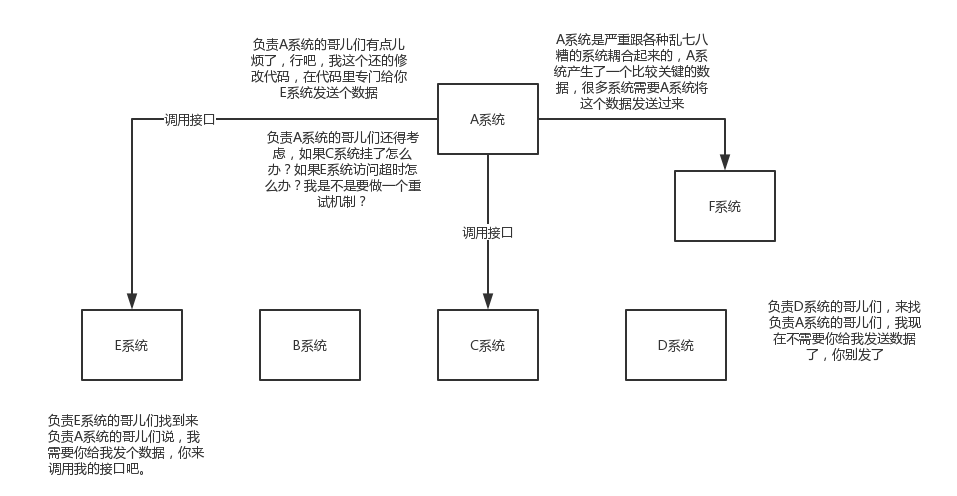 负责A系统的哥儿们有点儿
烦了，行吧，我这个还的修
改代码，在代码里专门给你
E系统发送个数据
A系统是严重跟各种乱七八
糟的系统耦合起来的，A系
统产生了一个比较关键的数
据，很多系统需要A系统将
这个数据发送过来
调用接口
A系统
负责A系统的哥儿们还得考
虑，如果C系统挂了怎么
办？如果E系统访问超时怎
么办？我是不是要做一个重
试机制？
F系统
调用接口
E系统
B系统
C系统
D系统
负责D系统的哥儿们，来找
负责A系统的哥儿们，我现
在不需要你给我发送数据
了，你别发了
负责E系统的哥儿们找到来
负责A系统的哥儿们说，我
需要你给我发个数据，你来
调用我的接口吧。